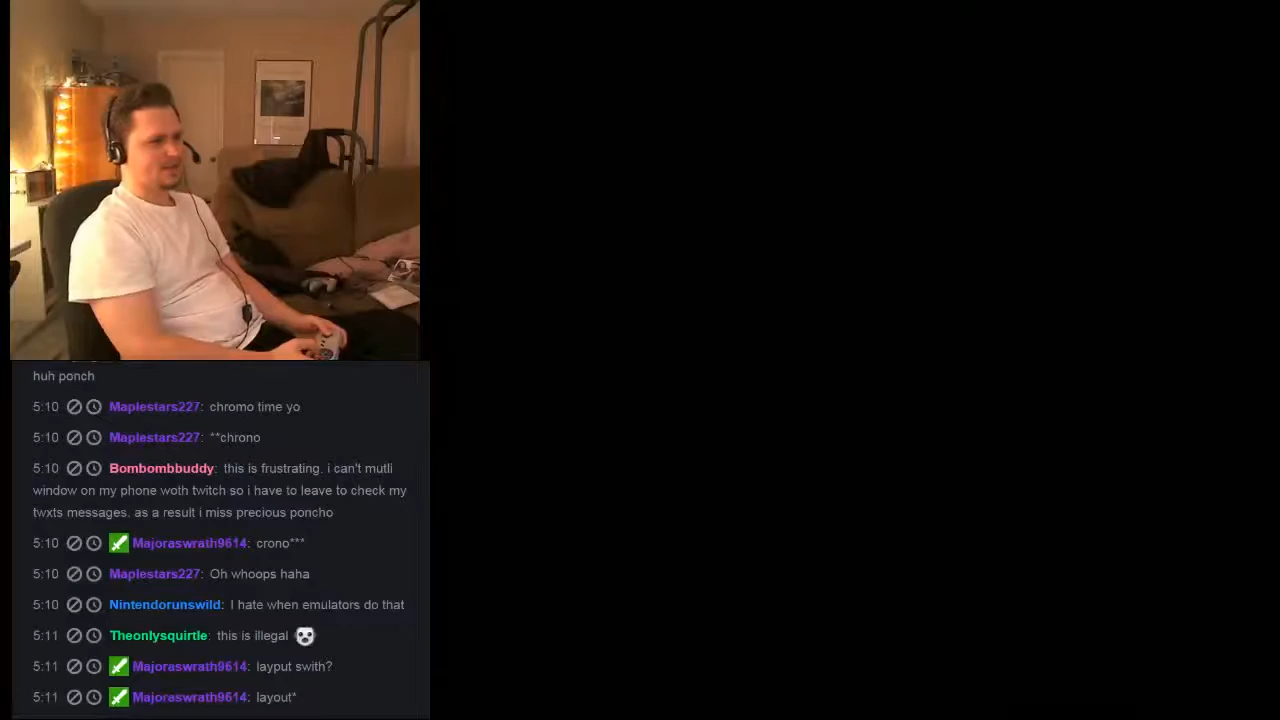 huh ponch
5:10 Maplestars227: chromo time yo
5:10 Maplestars227: **chrono
5:10 Bombombbuddy: this is frustrating. i can't mutli
window on my phone woth twitch so i have to leave to check my
twxts messages. as a result i miss precious poncho
5:10 Majoraswrath9614: crono***
5:10 Maplestars227: Oh whoops haha
5:10 Nintendorunswild: I hate when emulators do that
5:11 Theonlysquirtle: this is illegal
5:11 Majoraswrath9614: layput swith?
5:11 Majoraswrath9614: layout*